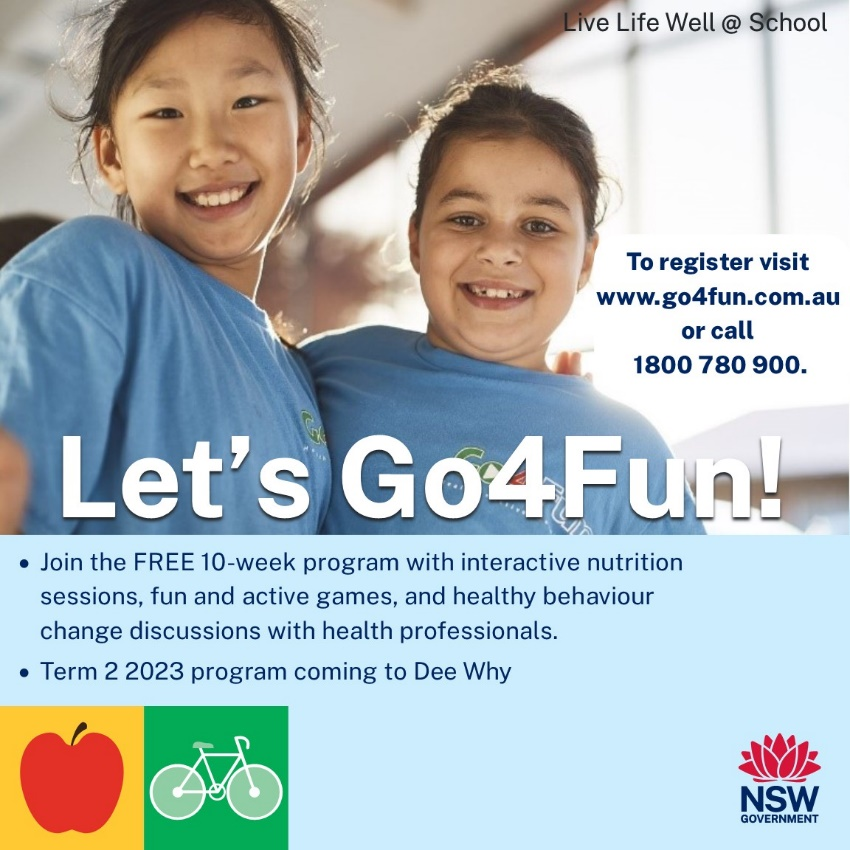 Live Life Well @ School
To register visit
www.go4fun.com.au
or call
1800 780 900.
Let's Go4Fun!
• Join the FREE 10-week program with interactive nutrition
sessions, fun and active games, and healthy behaviour
change discussions with health professionals.
• Term 2 2023 program coming to Dee Why
NSW
GOVERNMENT